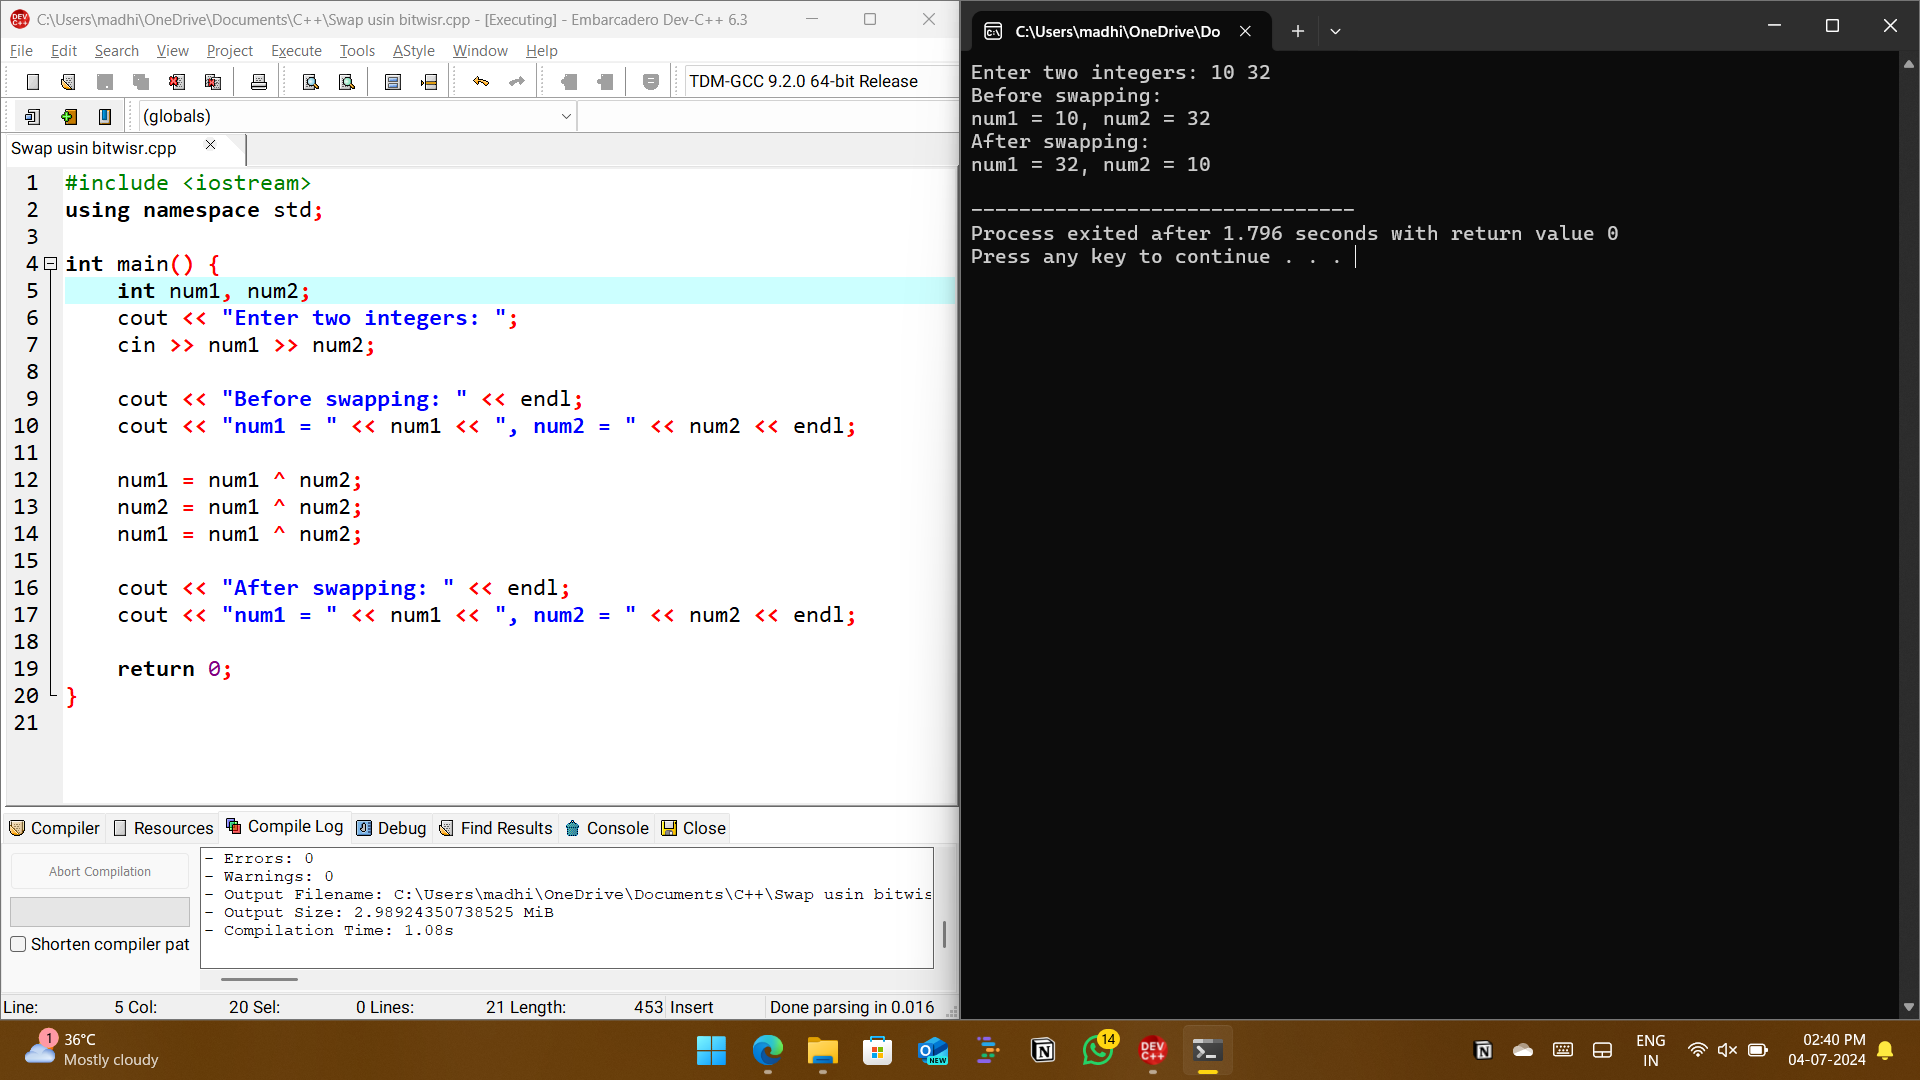 C:\Users\madhi\OneDrive\Documents\C++\Swap usin bitwisr.cpp - [Executing] - Embarcadero Dev-C++ 6.3
File Edit Search View Project Execute Tools AStyle Window Help
TDM-GCC 9.2.0 64-bit Release
(globals)
Swap usin bitwisr.cpp
1 #include <iostream>
2 using namespace std;
3
4 int main() {
5 int num1, num2;
6 cout << "Enter two integers: ";
7 cin >> num1 >> num2;
8
9 cout << "Before swapping: " << endl;
10 cout << "num1 = " << num1 << ", num2 = " << num2 << endl;
11
12 num1 = num1 ^ num2;
13 num2 = num1 ^ num2;
14 num1 = num1 ^ num2;
15
16 cout << "After swapping: " << endl;
17 cout << "num1 = " << num1 << ", num2 = " << num2 << endl;
18
19 return 0;
20 }
21
Compiler Resources Compile Log Debug Find Results Console Close
Abort Compilation
Shorten compiler pat
- Errors: 0
- Warnings: 0
- Output Filename: C:\Users\madhi\OneDrive\Documents\C++\Swap usin bitwis
- Output Size: 2.98924350738525 MiB
- Compilation Time: 1.08s
Line: 5 Col: 20 Sel: 0 Lines: 21 Length: 453 Insert Done parsing in 0.016
C:\Users\madhi\OneDrive\Do
Enter two integers: 10 32
Before swapping:
num1 = 10, num2 = 32
After swapping:
num1 = 32, num2 = 10
--------------------------------
Process exited after 1.796 seconds with return value 0
Press any key to continue . . .
1
36°C
Mostly cloudy
NEW
14
DEV
C++
ENG
IN
02:40 PM
04-07-2024